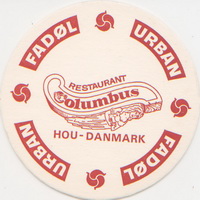 FADØL
URBAN
RESTAURANT
Columbus
HOU-DANMARK
URBAN
FADØL